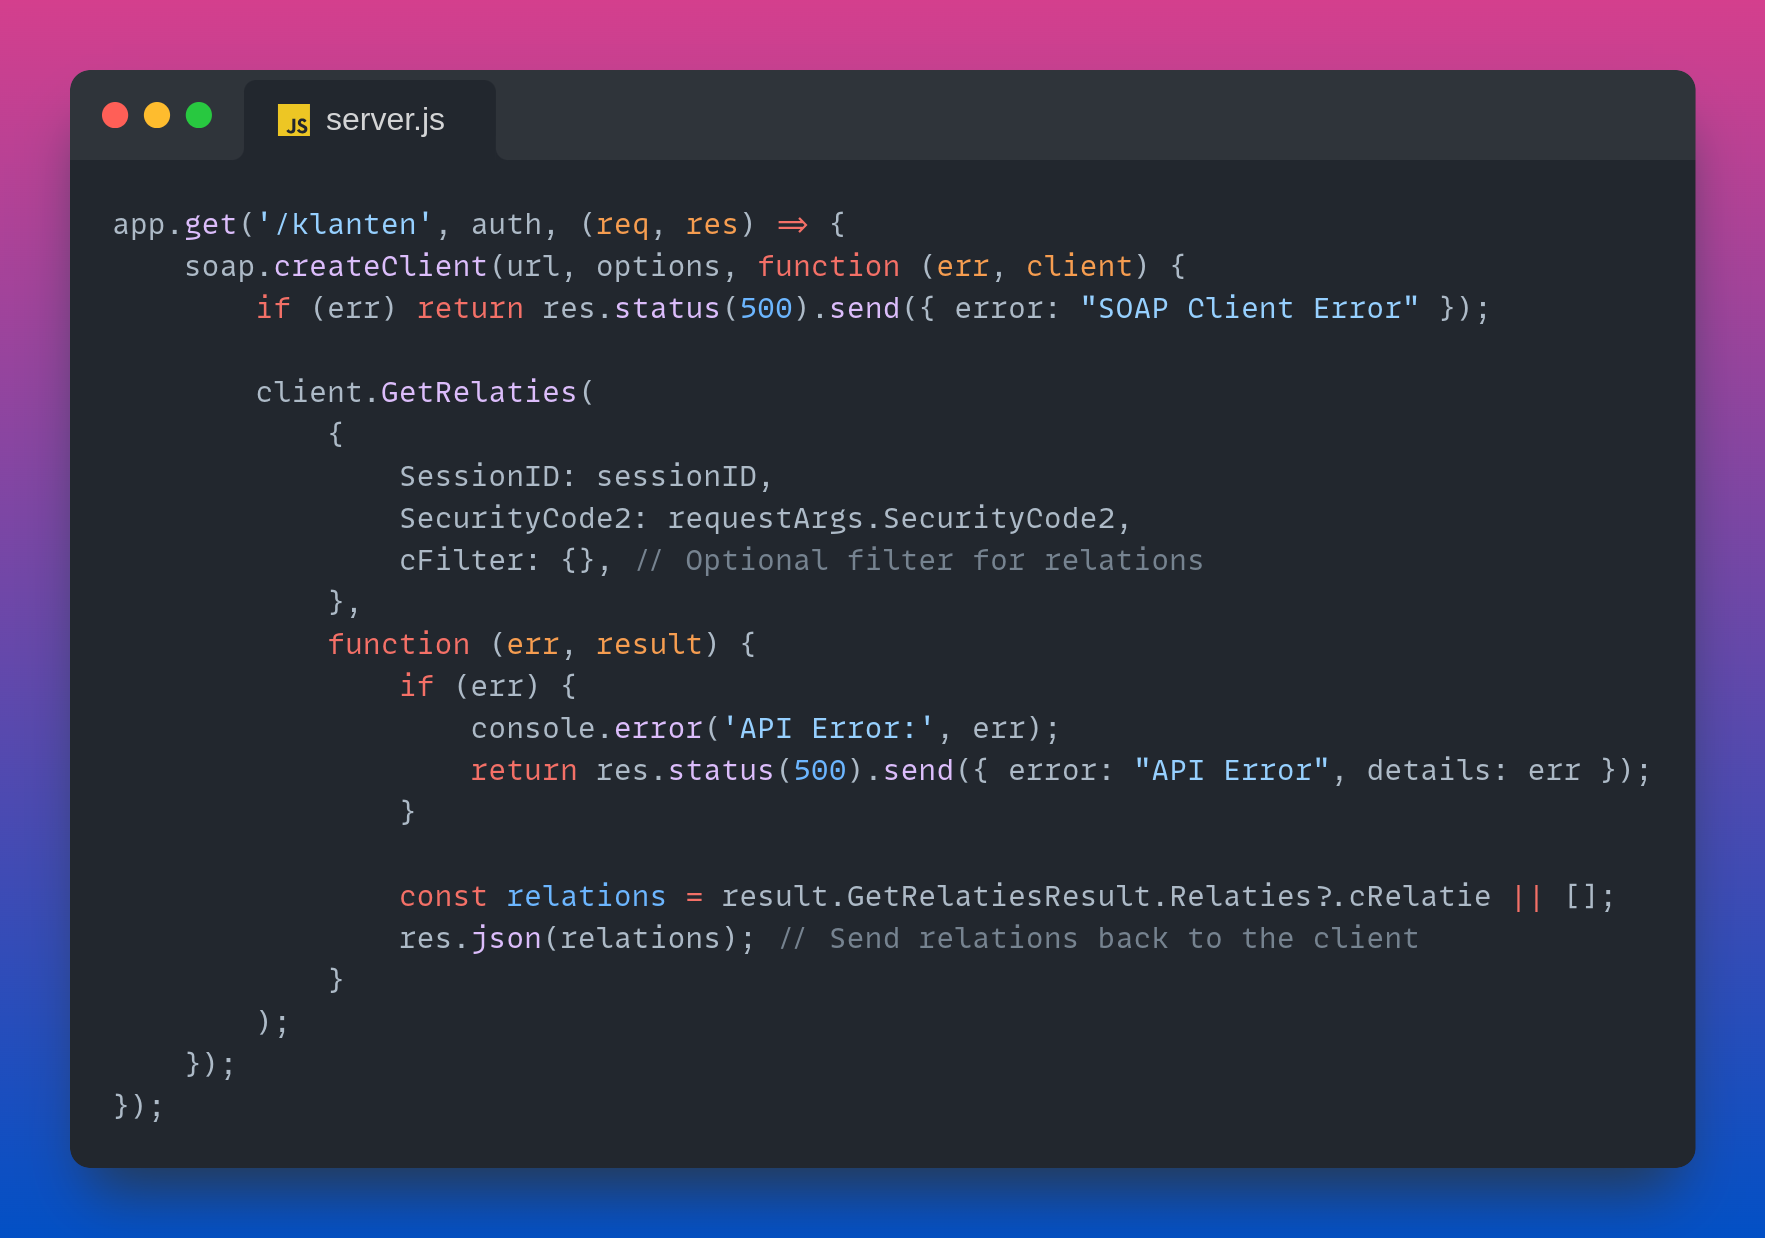 JS server.js
app.get('/klanten', auth, (req, res) => {
    soap.createClient(url, options, function (err, client) {
        if (err) return res.status(500).send({ error: "SOAP Client Error" });

        client.GetRelaties(
            {
                SessionID: sessionID,
                SecurityCode2: requestArgs.SecurityCode2,
                cFilter: {}, // Optional filter for relations
            },
            function (err, result) {
                if (err) {
                    console.error('API Error:', err);
                    return res.status(500).send({ error: "API Error", details: err });
                }

                const relations = result.GetRelatiesResult.Relaties?.cRelatie || [];
                res.json(relations); // Send relations back to the client
            }
        );
    });
});